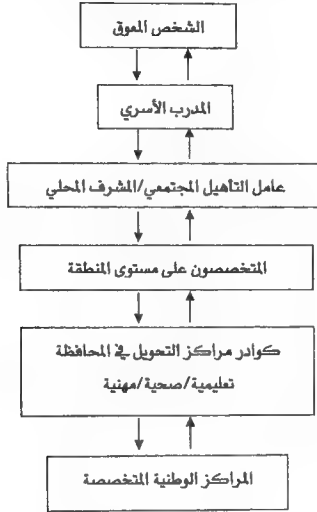 الشخص المعوق
المدرب الأسري
عامل التأهيل المجتمعي/المشرف المحلي
المتخصصون على مستوى المنطقة
كوادر مراكز التحويل في المحافظة
تعليمية/صحية/مهنية
المراكز الوطنية المتخصصة